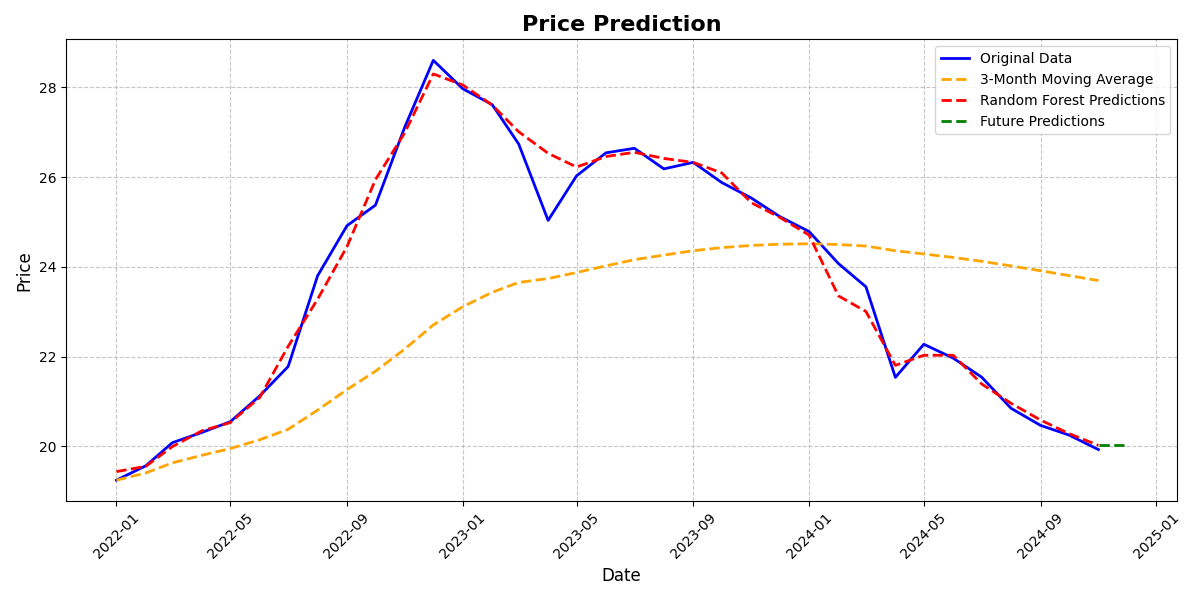 Price Prediction
Original Data
3-Month Moving Average
Random Forest Predictions
Future Predictions
Price
28
26
24
22
20
2022-01
2022-05
2022-09
2023-01
2023-05
2023-09
2024-01
2024-05
2024-09
2025-01
Date